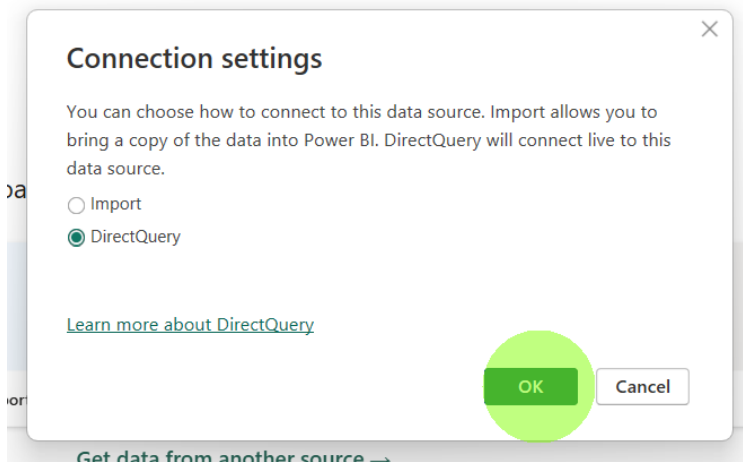 Connection settings
You can choose how to connect to this data source. Import allows you to
bring a copy of the data into Power BI. DirectQuery will connect live to this
data source.
Import
DirectQuery
Learn more about DirectQuery
OK Cancel
Get data from another source →